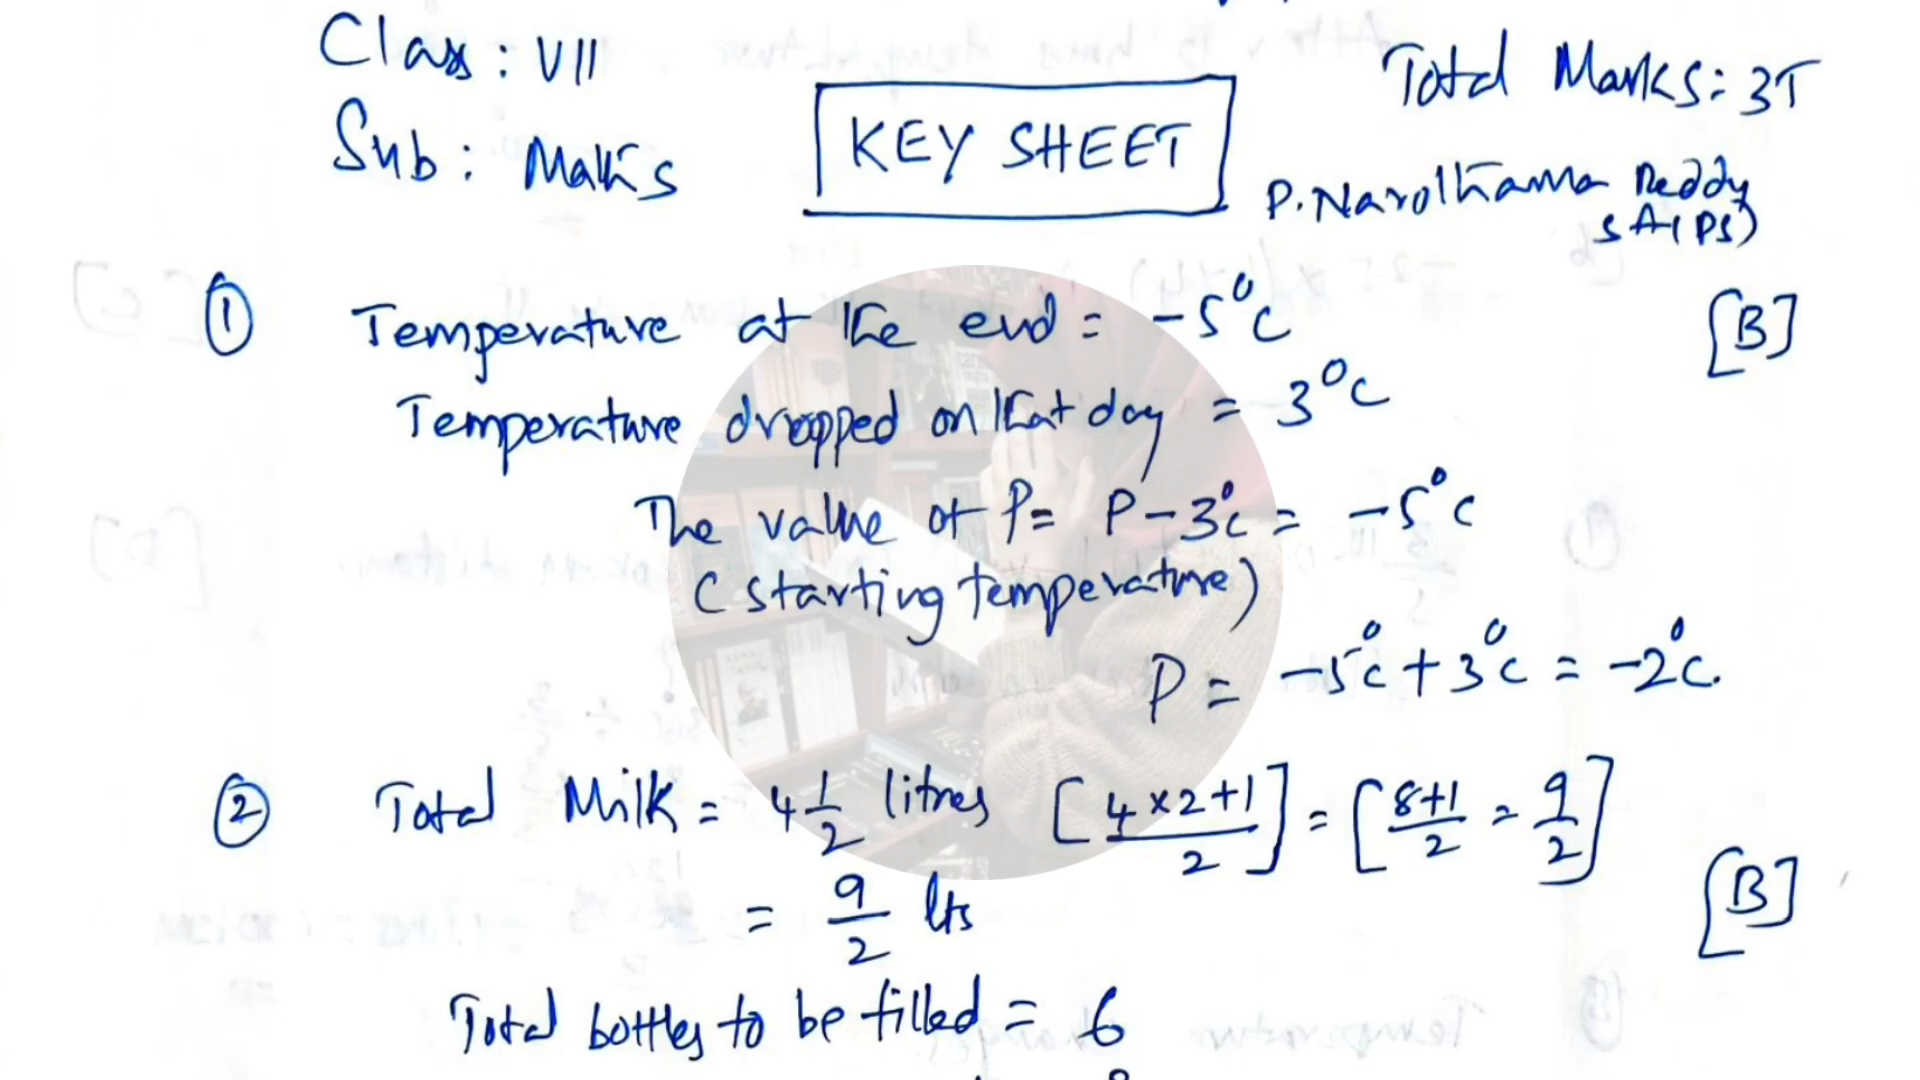 Class : VII
Total Marks: 35
Sub : Maths
KEY SHEET
P. Narothama Reddy
SA(PS)
① Temperature at the end = -5°C [B]
Temperature dropped on that day = 3°C
The value of P = P - 3°C = -5°C
(starting temperature)
P = -5°C + 3°C = -2°C.
② Total Milk = 4 1/2 litres [4×2+1/2] = [8+1/2 = 9/2]
= 9/2 lts [B]
Total bottles to be filled = 6